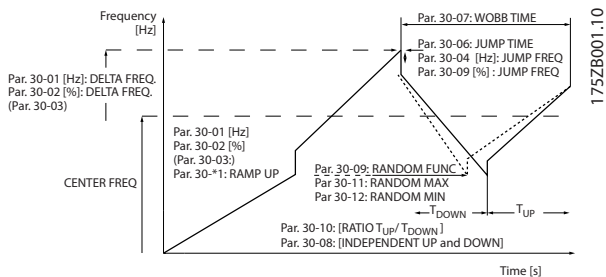 Frequency
[Hz]
Par. 30-07: WOBB TIME
Par. 30-06: JUMP TIME
Par. 30-04 [Hz]: JUMP FREQ
Par. 30-09 [%] : JUMP FREQ
175ZB001.10
Par. 30-01 [Hz]: DELTA FREQ.
Par. 30-02 [%]: DELTA FREQ.
(Par. 30-03)
Par. 30-01 [Hz]
Par. 30-02 [%]
(Par. 30-03:)
Par. 30-*1: RAMP UP
CENTER FREQ
Par. 30-09: RANDOM FUNC
Par 30-11: RANDOM MAX
Par 30-12: RANDOM MIN
TDOWN
TUP
Par. 30-10: [RATIO TUP/ TDOWN ]
Par. 30-08: [INDEPENDENT UP and DOWN]
Time [s]